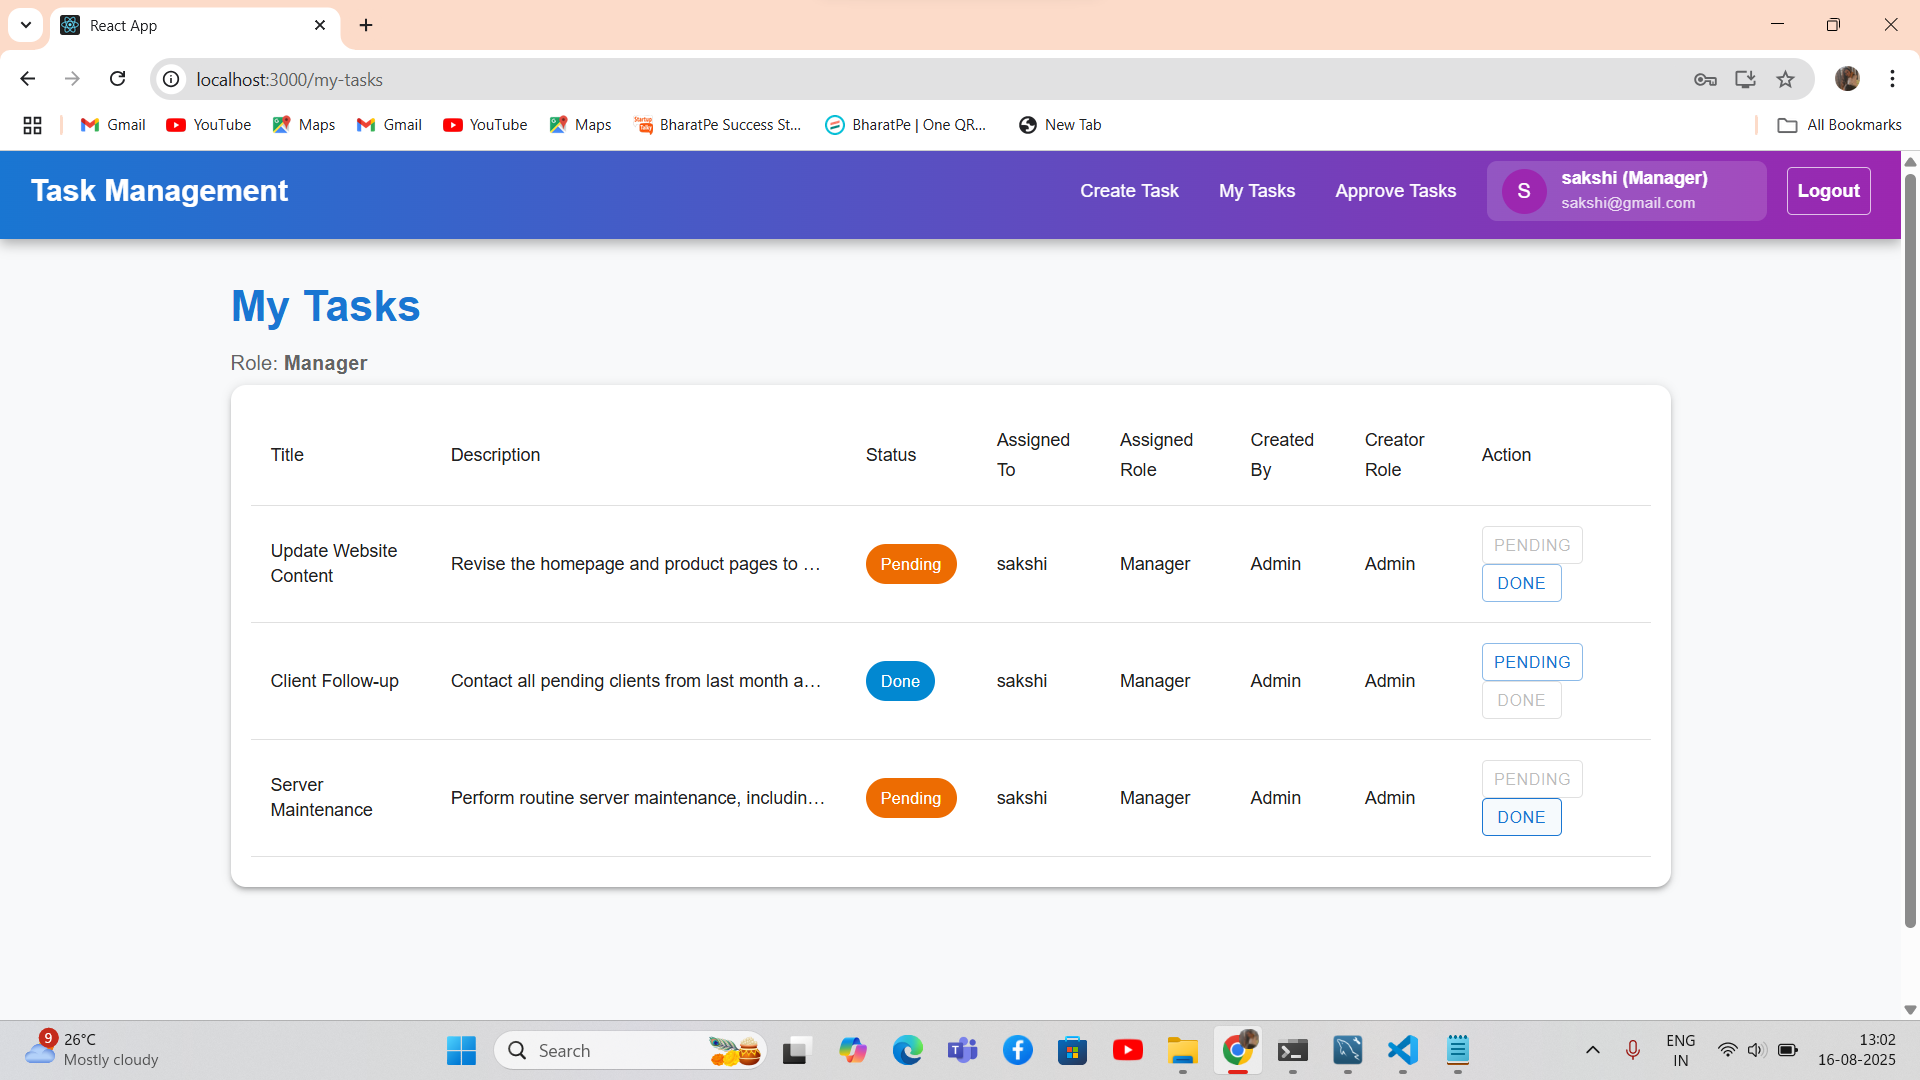 React App
localhost:3000/my-tasks
Gmail
YouTube
Maps
Gmail
YouTube
Maps
BharatPe Success St...
BharatPe | One QR...
New Tab
All Bookmarks
Task Management
Create Task
My Tasks
Approve Tasks
S
sakshi (Manager)
sakshi@gmail.com
Logout
My Tasks
Role: Manager
Title
Description
Status
Assigned To
Assigned Role
Created By
Creator Role
Action
Update Website Content
Revise the homepage and product pages to …
Pending
sakshi
Manager
Admin
Admin
PENDING
DONE
Client Follow-up
Contact all pending clients from last month a…
Done
sakshi
Manager
Admin
Admin
PENDING
DONE
Server Maintenance
Perform routine server maintenance, includin…
Pending
sakshi
Manager
Admin
Admin
PENDING
DONE
9
26°C
Mostly cloudy
Search
ENG
IN
13:02
16-08-2025